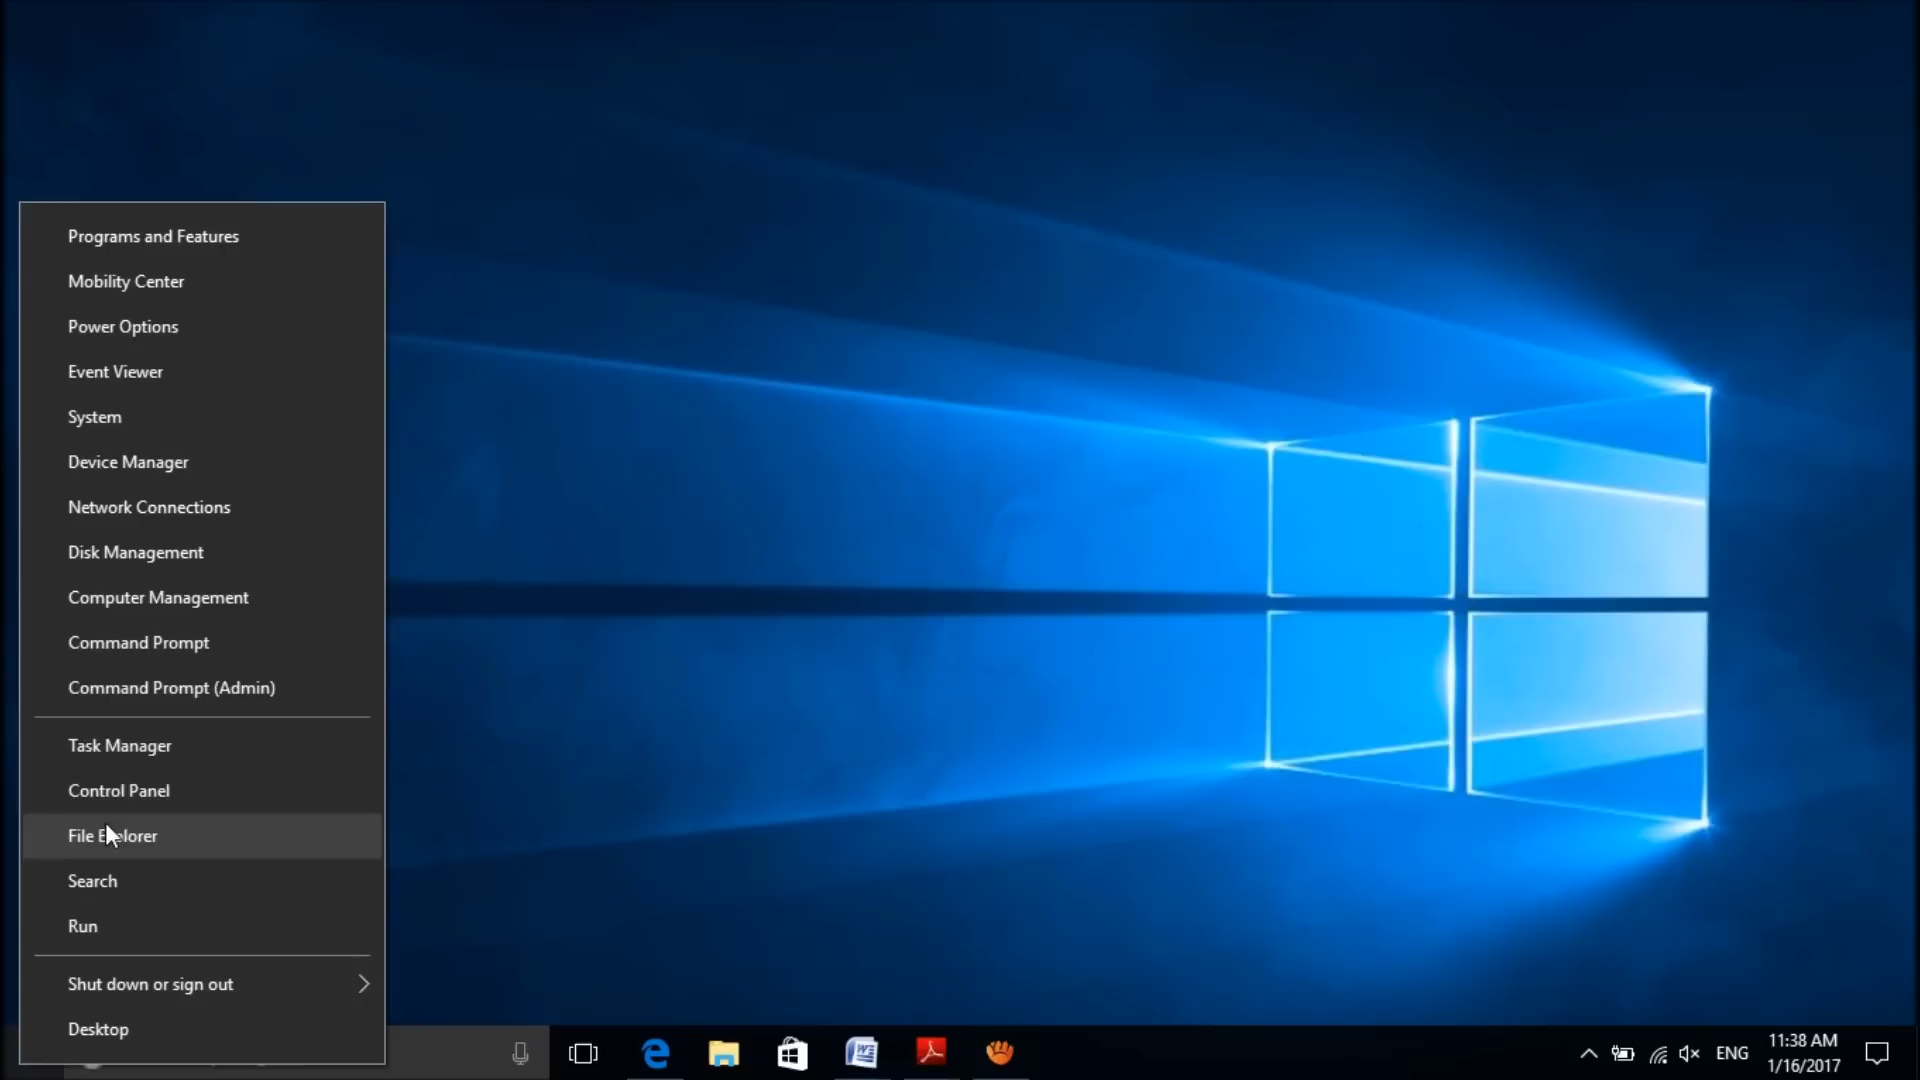 Programs and Features
Mobility Center
Power Options
Event Viewer
System
Device Manager
Network Connections
Disk Management
Computer Management
Command Prompt
Command Prompt (Admin)
Task Manager
Control Panel
File Explorer
Search
Run
Shut down or sign out
Desktop
ENG
11:38 AM
1/16/2017